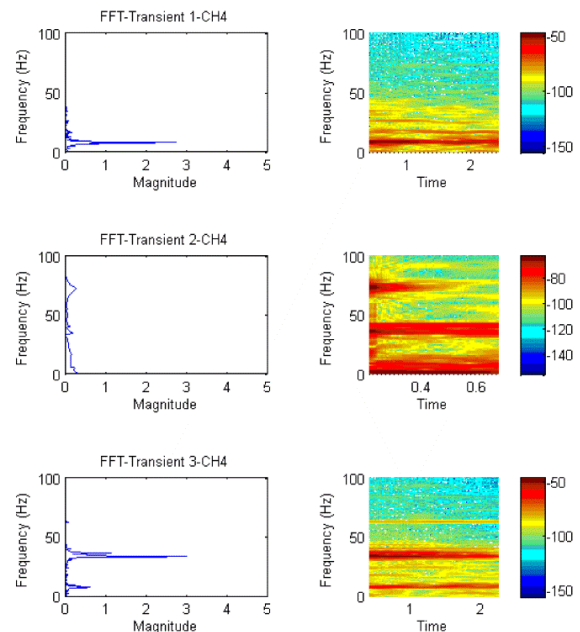 FFT-Transient 1-CH4
Frequency (Hz)
100
50
0
0 1 2 3 4 5
Magnitude
Frequency (Hz)
100
50
0
1 2
Time
-50
-100
-150
FFT-Transient 2-CH4
Frequency (Hz)
100
50
0
0 1 2 3 4 5
Magnitude
Frequency (Hz)
100
50
0
0.4 0.6
Time
-80
-100
-120
-140
FFT-Transient 3-CH4
Frequency (Hz)
100
50
0
0 1 2 3 4 5
Magnitude
Frequency (Hz)
100
50
0
1 2
Time
-50
-100
-150